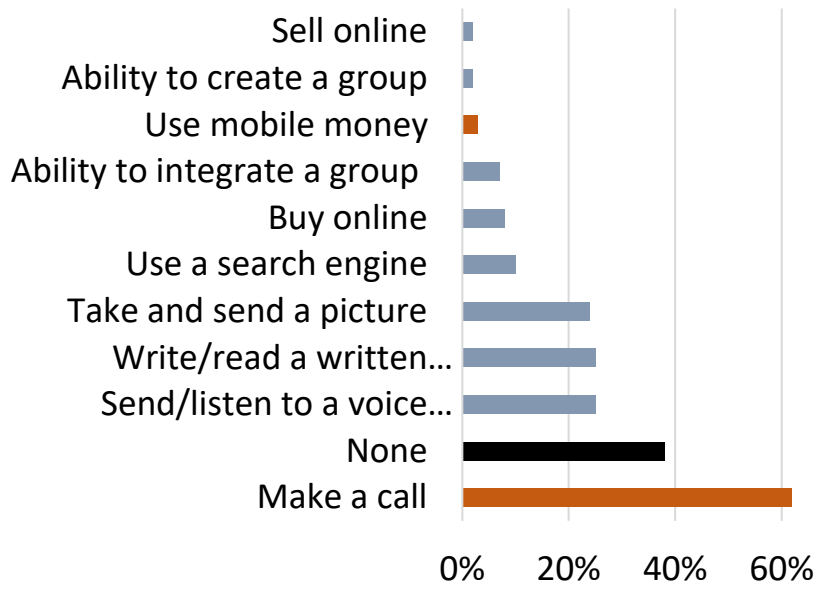 Sell online
Ability to create a group
Use mobile money
Ability to integrate a group
Buy online
Use a search engine
Take and send a picture
Write/read a written...
Send/listen to a voice...
None
Make a call
0% 20% 40% 60%